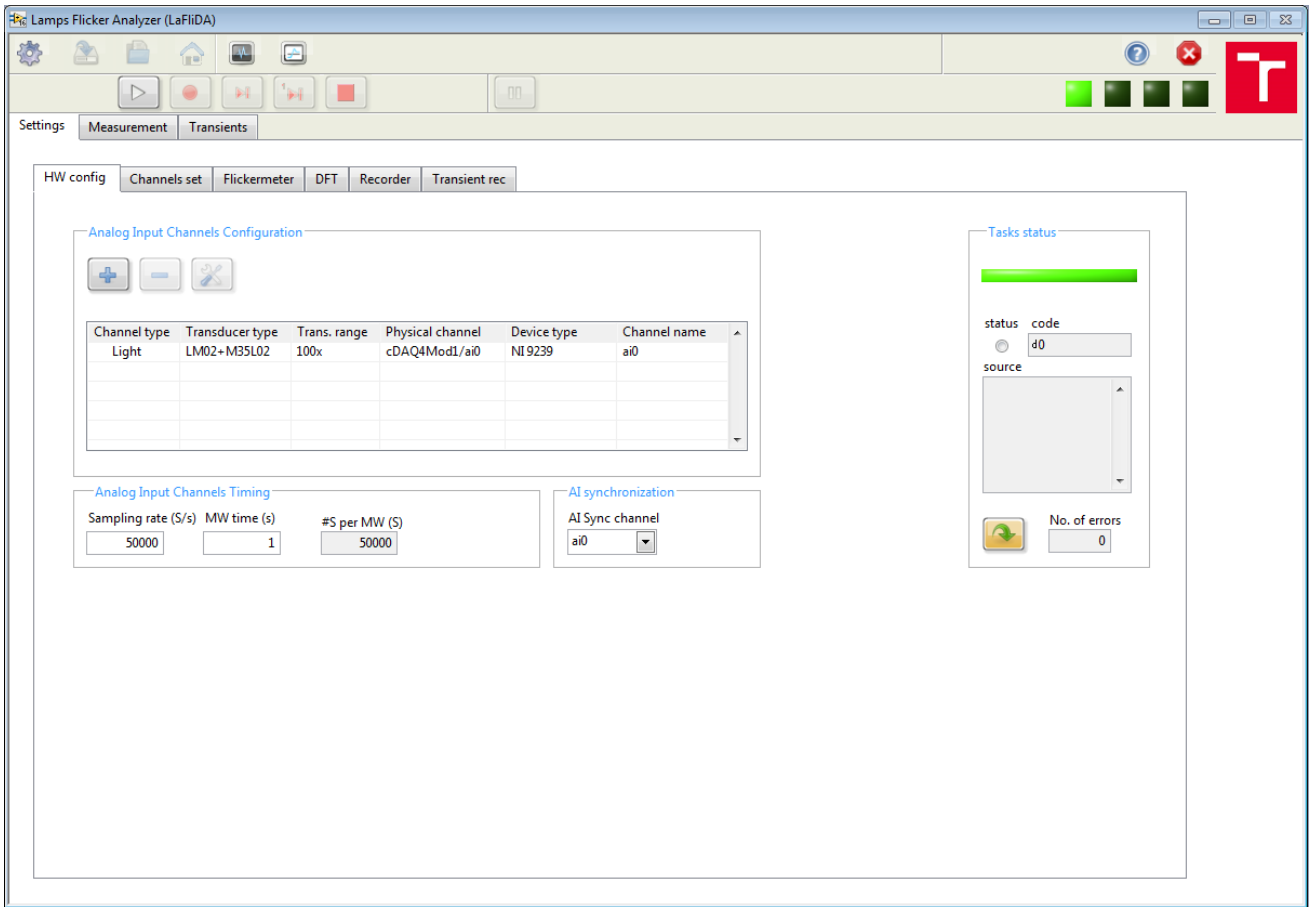 Lamps Flicker Analyzer (LaFliDA)
Settings Measurement Transients
HW config Channels set Flickermeter DFT Recorder Transient rec
Analog Input Channels Configuration
Channel type Transducer type Trans. range Physical channel Device type Channel name
Light LM02+M35L02 100x cDAQ4Mod1/ai0 NI 9239 ai0
Analog Input Channels Timing
Sampling rate (S/s) MW time (s) #S per MW (S)
50000 1 50000
AI synchronization
AI Sync channel
ai0
Tasks status
status code
d0
source
No. of errors
0